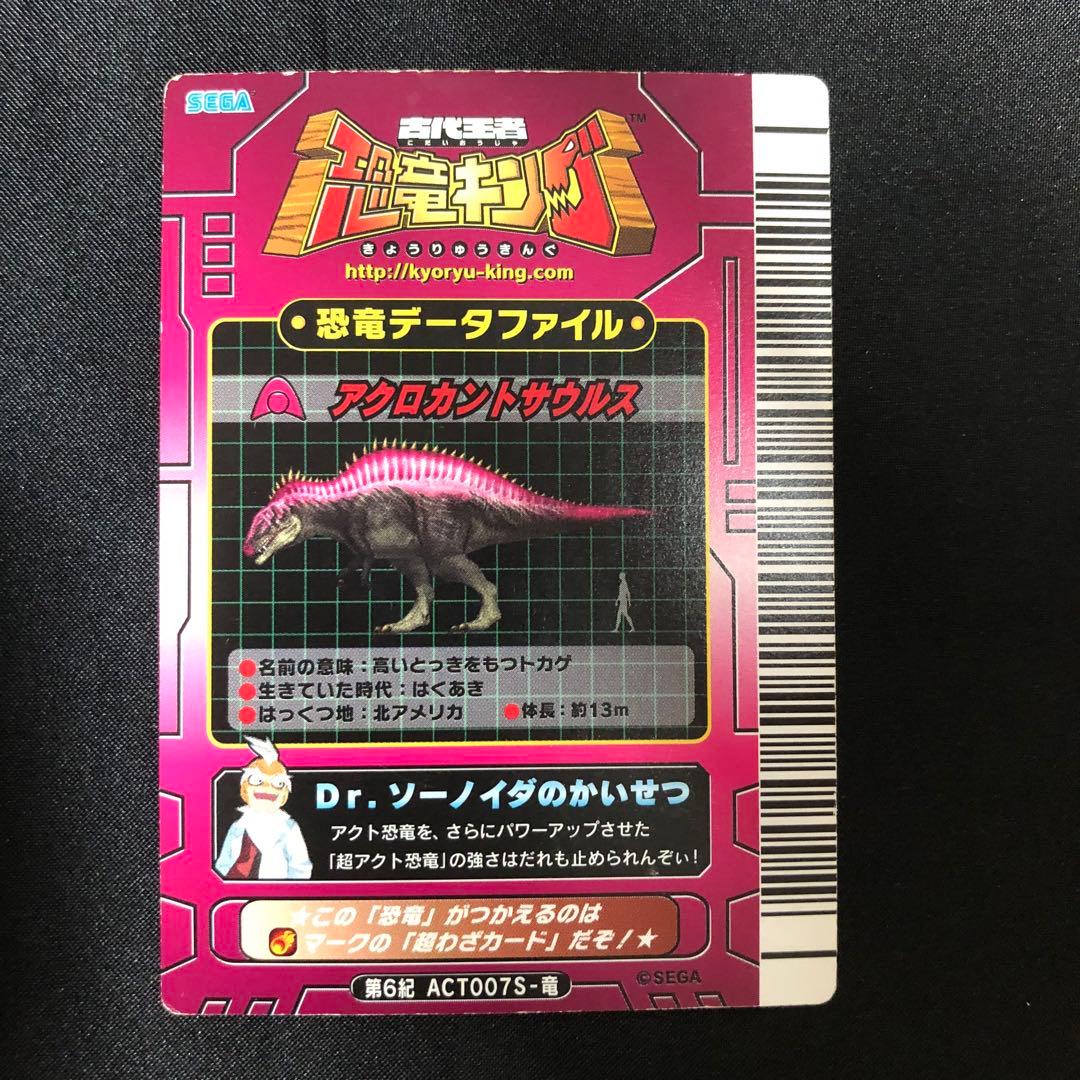 SEGA
古代王者
こだいおうじゃ
恐竜キング
TM
きょうりゅうきんぐ
http://kyoryu-king.com
恐竜データファイル
アクロカントサウルス
●名前の意味：高いとっきをもつトカゲ
●生きていた時代：はくあき
●はっくつ地：北アメリカ ●体長：約13m
Dr.ソーノイダのかいせつ
アクト恐竜を、さらにパワーアップさせた
「超アクト恐竜」の強さはだれも止められんぞぃ！
★この「恐竜」がつかえるのは
マークの「超わざカード」だぞ！★
第6紀 ACT007S-竜
©SEGA